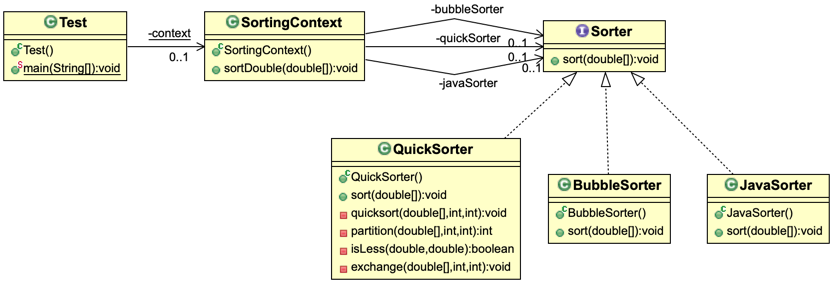 Test
Test()
main(String[]):void
-context
0..1
SortingContext
SortingContext()
sortDouble(double[]):void
-bubbleSorter
-quickSorter
0..1
0..1
0..1
-javaSorter
Sorter
sort(double[]):void
QuickSorter
QuickSorter()
sort(double[]):void
quicksort(double[],int,int):void
partition(double[],int,int):int
isLess(double,double):boolean
exchange(double[],int,int):void
BubbleSorter
BubbleSorter()
sort(double[]):void
JavaSorter
JavaSorter()
sort(double[]):void